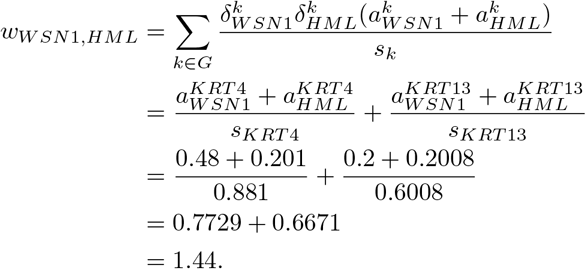 w_{WSN1,HML} = \sum_{k \in G} \frac{\delta^k_{WSN1} \delta^k_{HML} (a^k_{WSN1} + a^k_{HML})}{s_k}
= \frac{a^{KRT4}_{WSN1} + a^{KRT4}_{HML}}{s_{KRT4}} + \frac{a^{KRT13}_{WSN1} + a^{KRT13}_{HML}}{s_{KRT13}}
= \frac{0.48 + 0.201}{0.881} + \frac{0.2 + 0.2008}{0.6008}
= 0.7729 + 0.6671
= 1.44.